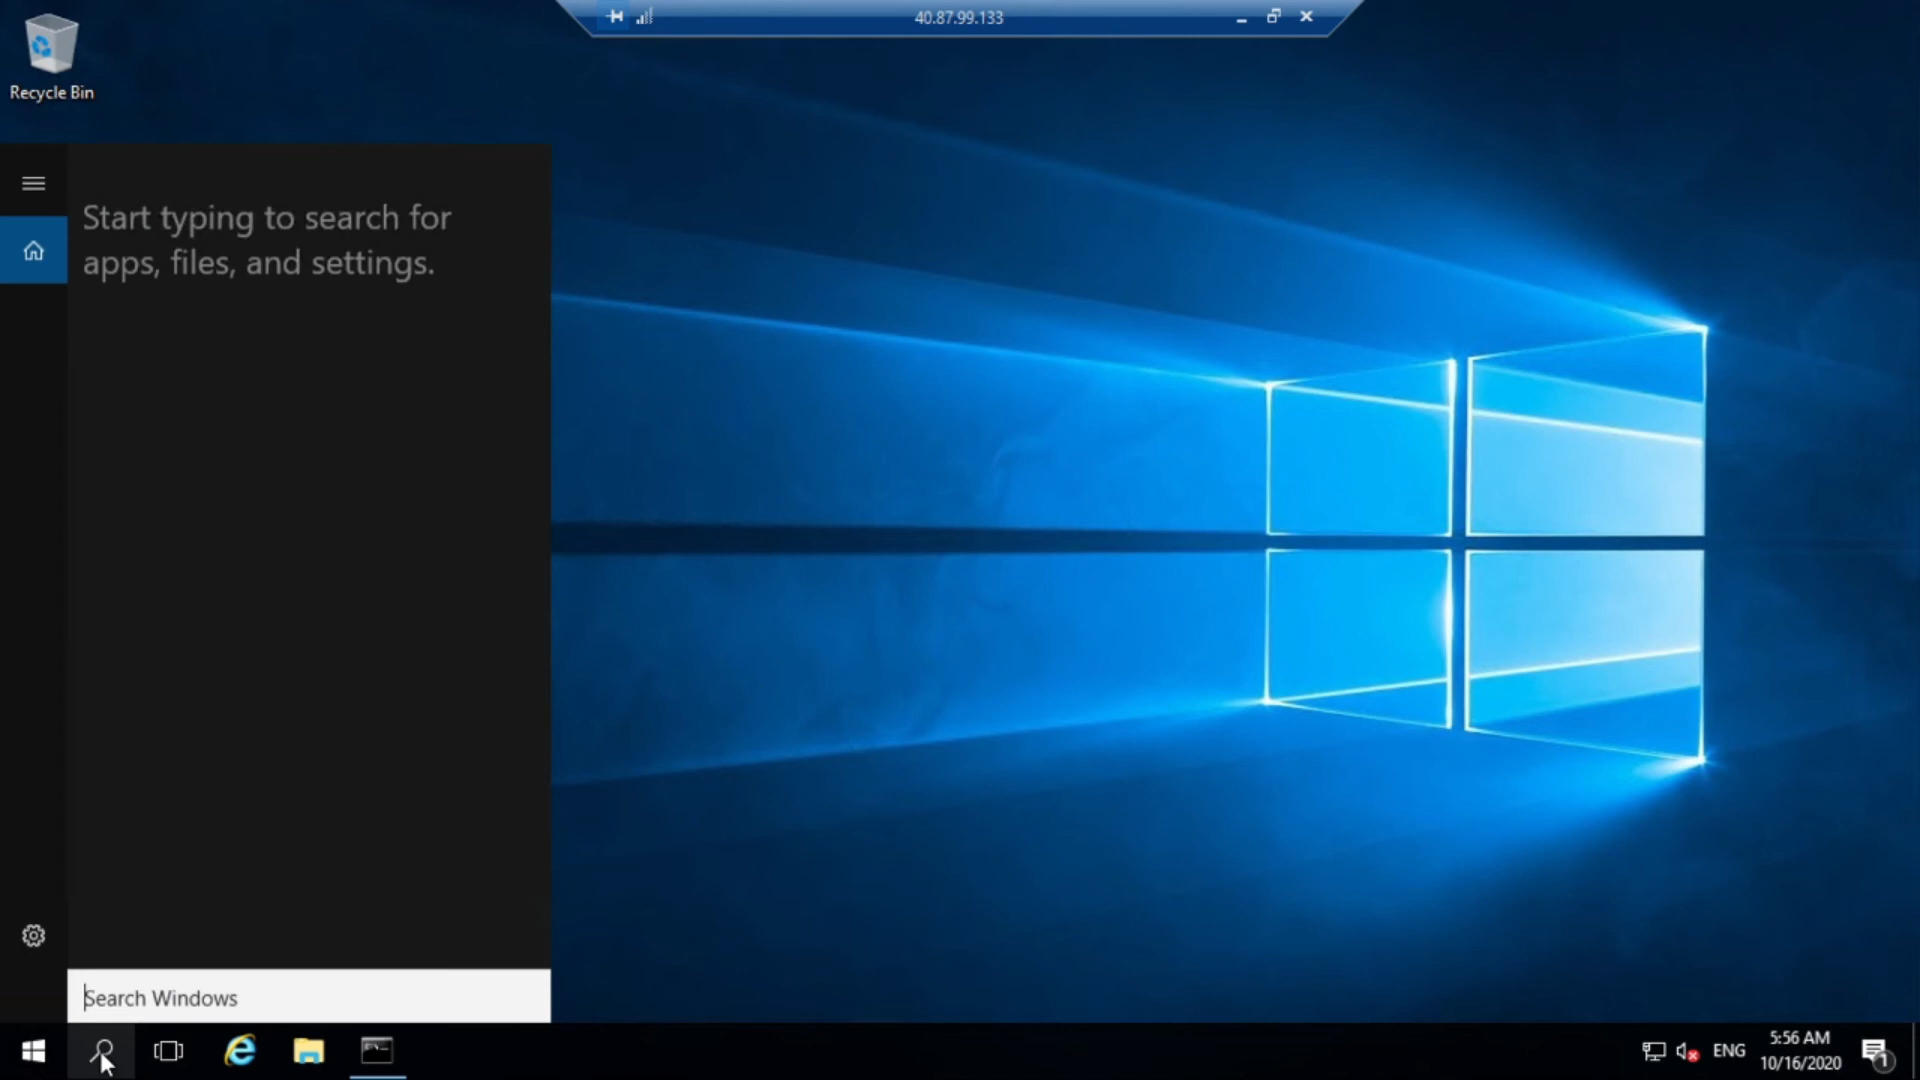 40.87.99.133
Recycle Bin
Start typing to search for
apps, files, and settings.
Search Windows
ENG
5:56 AM
10/16/2020
1